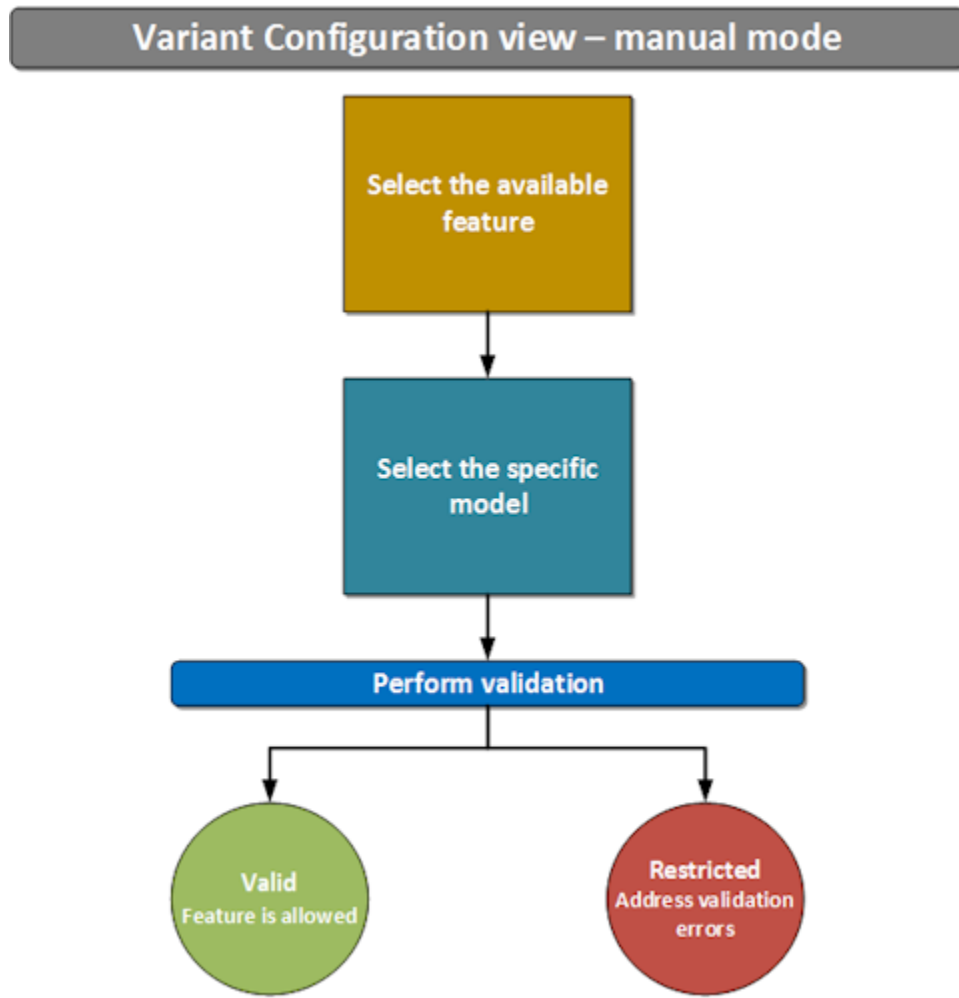 Variant Configuration view – manual mode
Select the available
feature
Select the specific
model
Perform validation
Valid
Feature is allowed
Restricted
Address validation
errors